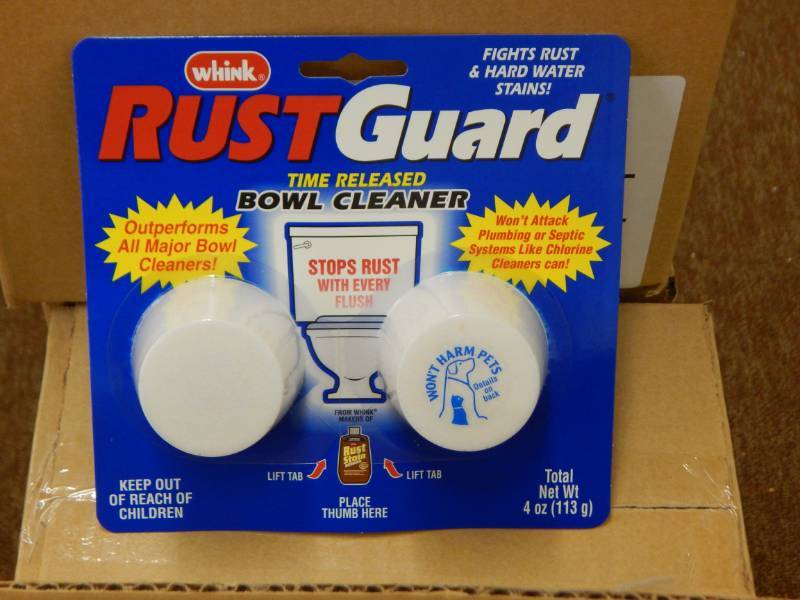 whink®
FIGHTS RUST
& HARD WATER
STAINS!
RUSTGuard®
TIME RELEASED
BOWL CLEANER
Outperforms
All Major Bowl
Cleaners!
Won't Attack
Plumbing or Septic
Systems Like Chlorine
Cleaners can!
STOPS RUST
WITH EVERY
FLUSH
WON'T HARM PETS
Details
on
back
FROM WHINK®
MAKERS OF
Rust
Stain
LIFT TAB
LIFT TAB
PLACE
THUMB HERE
KEEP OUT
OF REACH OF
CHILDREN
Total
Net Wt
4 oz (113 g)